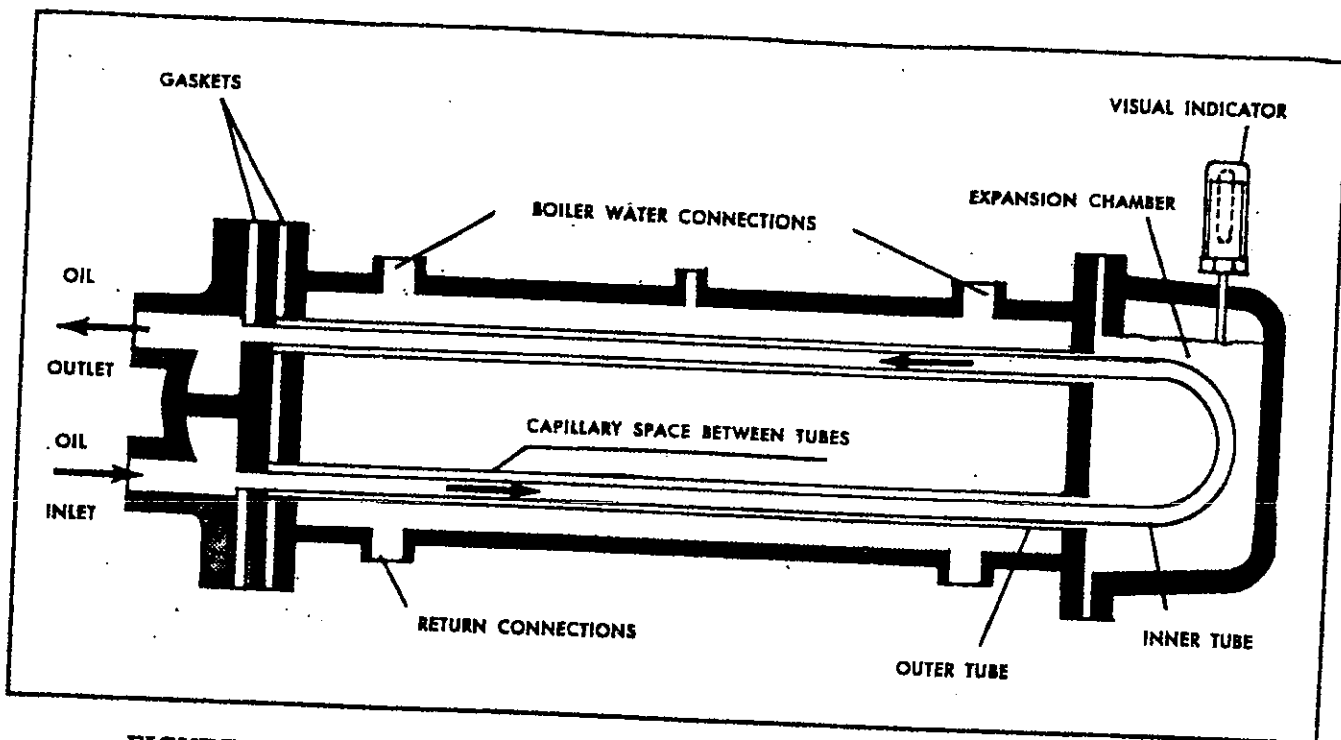 GASKETS
VISUAL INDICATOR
EXPANSION CHAMBER
BOILER WATER CONNECTIONS
OIL
OUTLET
CAPILLARY SPACE BETWEEN TUBES
OIL
INLET
RETURN CONNECTIONS
OUTER TUBE
INNER TUBE